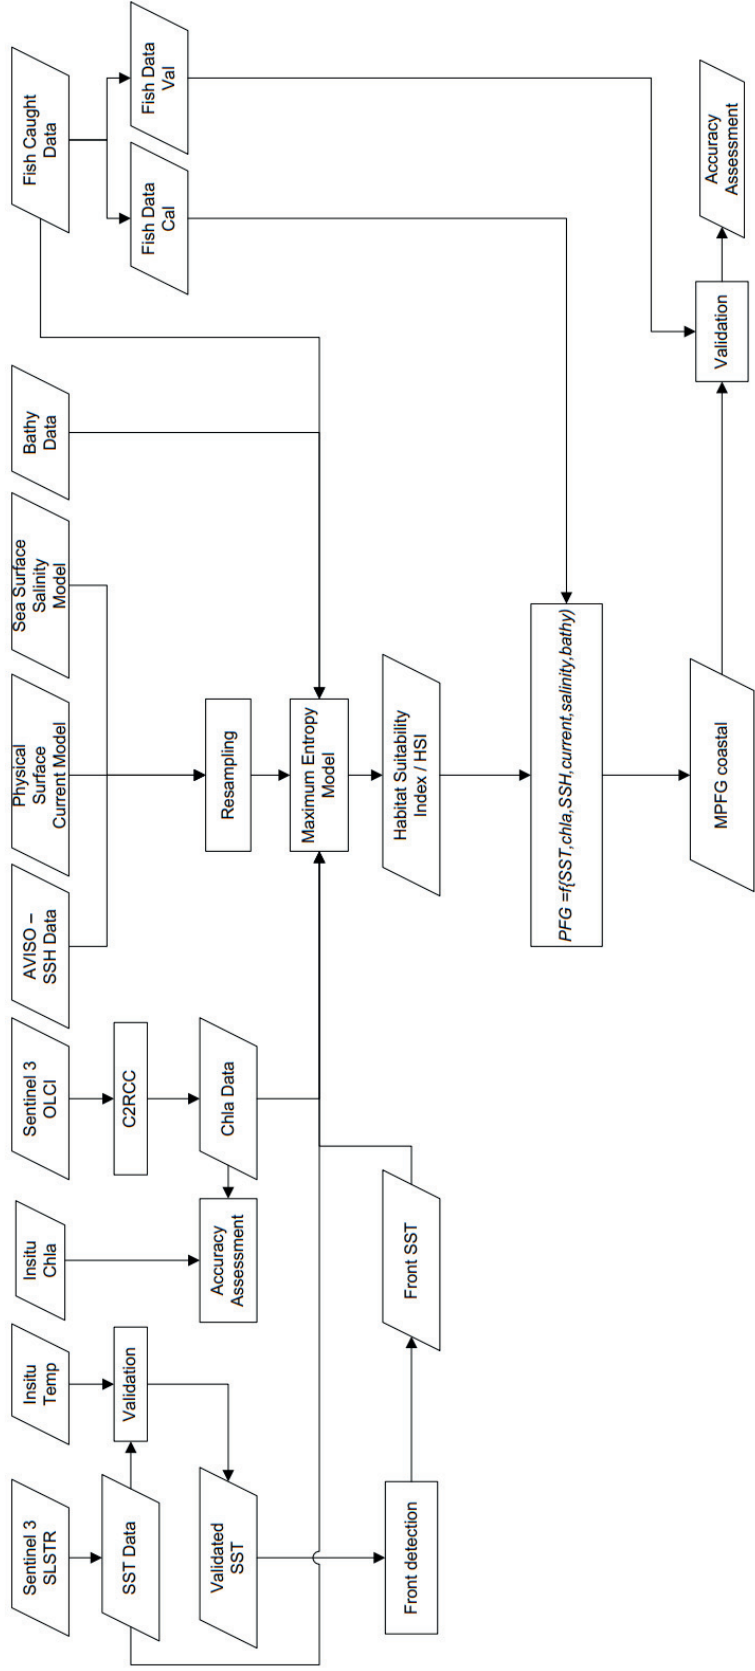 Sentinel 3
SLSTR
Insitu
Temp
Insitu
Chla
Sentinel 3
OLCI
AVISO –
SSH Data
Physical
Surface
Current Model
Sea Surface
Salinity
Model
Bathy
Data
Fish Caught
Data
SST Data
Validation
C2RCC
Fish Data
Cal
Fish Data
Val
Validated
SST
Accuracy
Assessment
Chla Data
Resampling
Maximum Entropy
Model
Front detection
Front SST
Habitat Suitability
Index / HSI
PFG =f{SST,chla,SSH,current,salinity,bathy)
MPFG coastal
Validation
Accuracy
Assessment